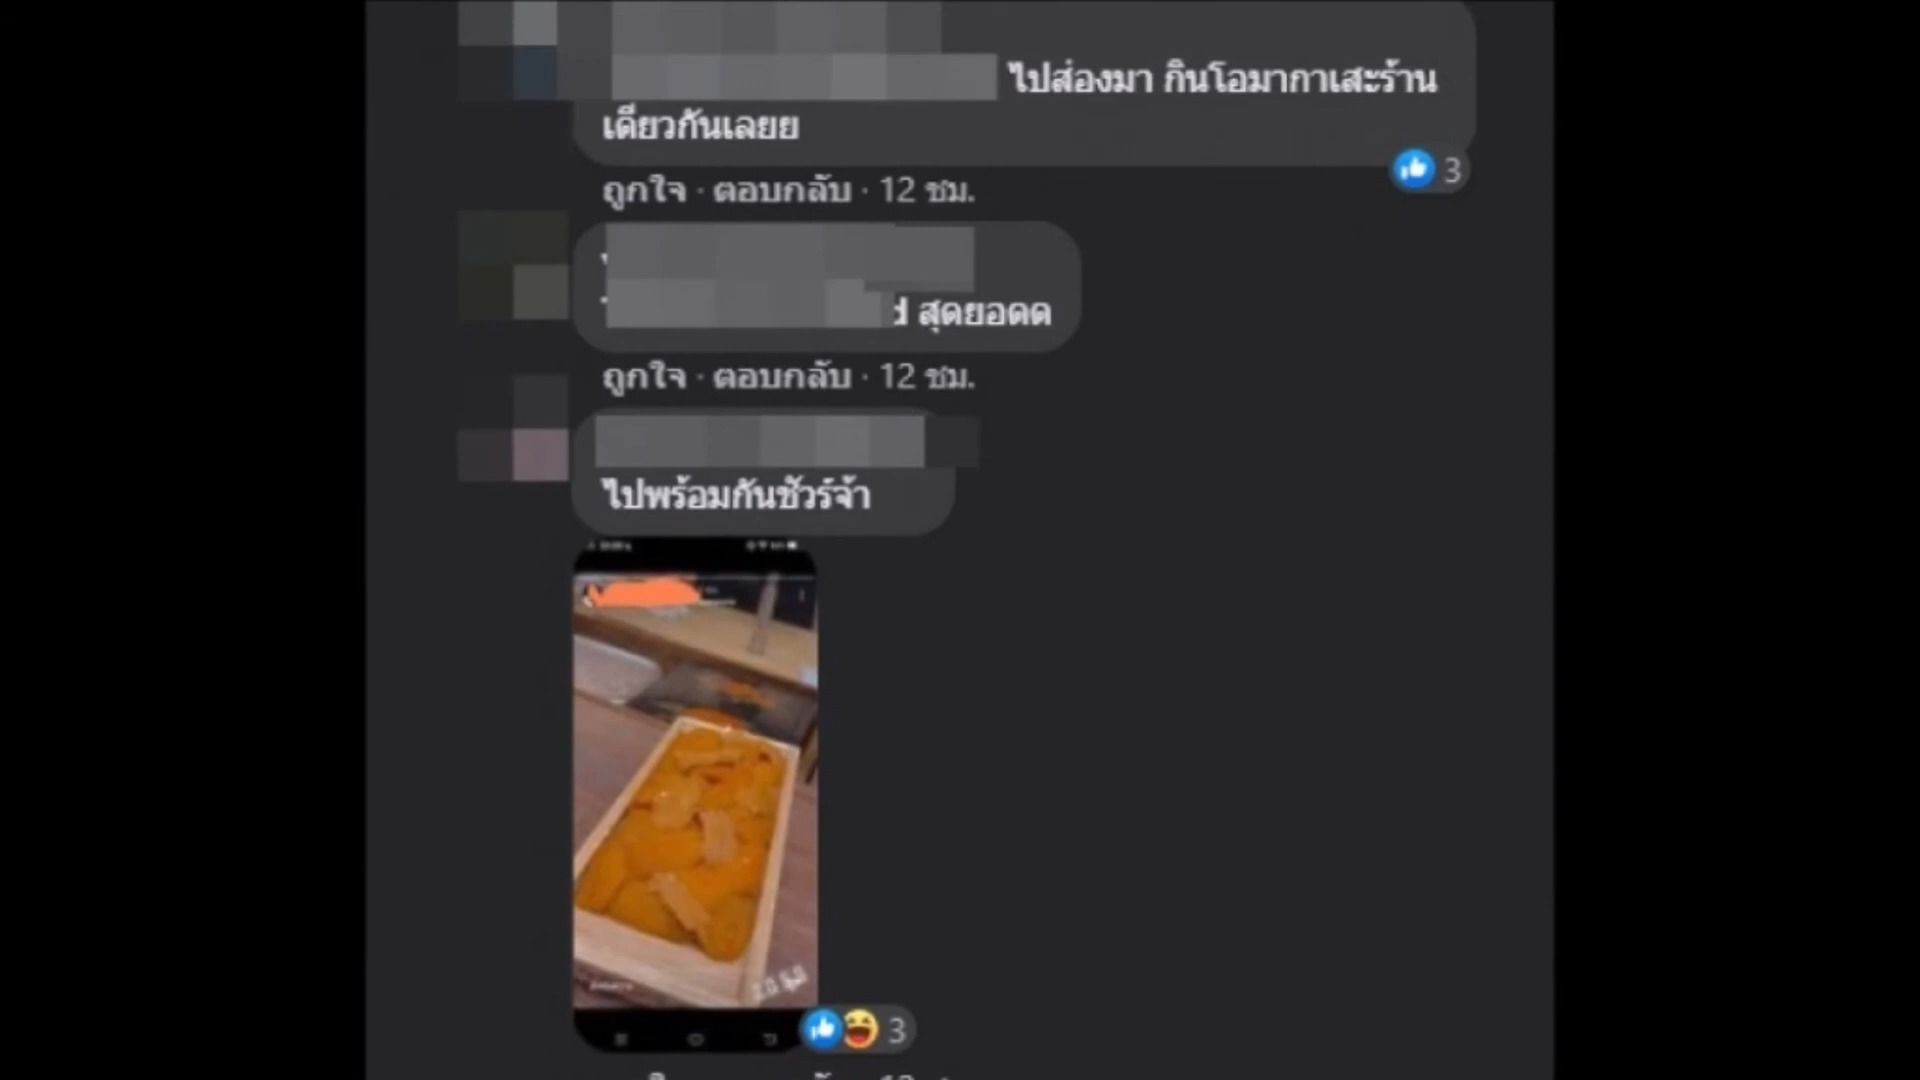 ไปส่องมา กินโอมากาเสะร้าน
เดียวกันเลยย
3
ถูกใจ · ตอบกลับ · 12 ชม.
d สุดยอดด
ถูกใจ · ตอบกลับ · 12 ชม.
ไปพร้อมกันชัวร์จ้า
3